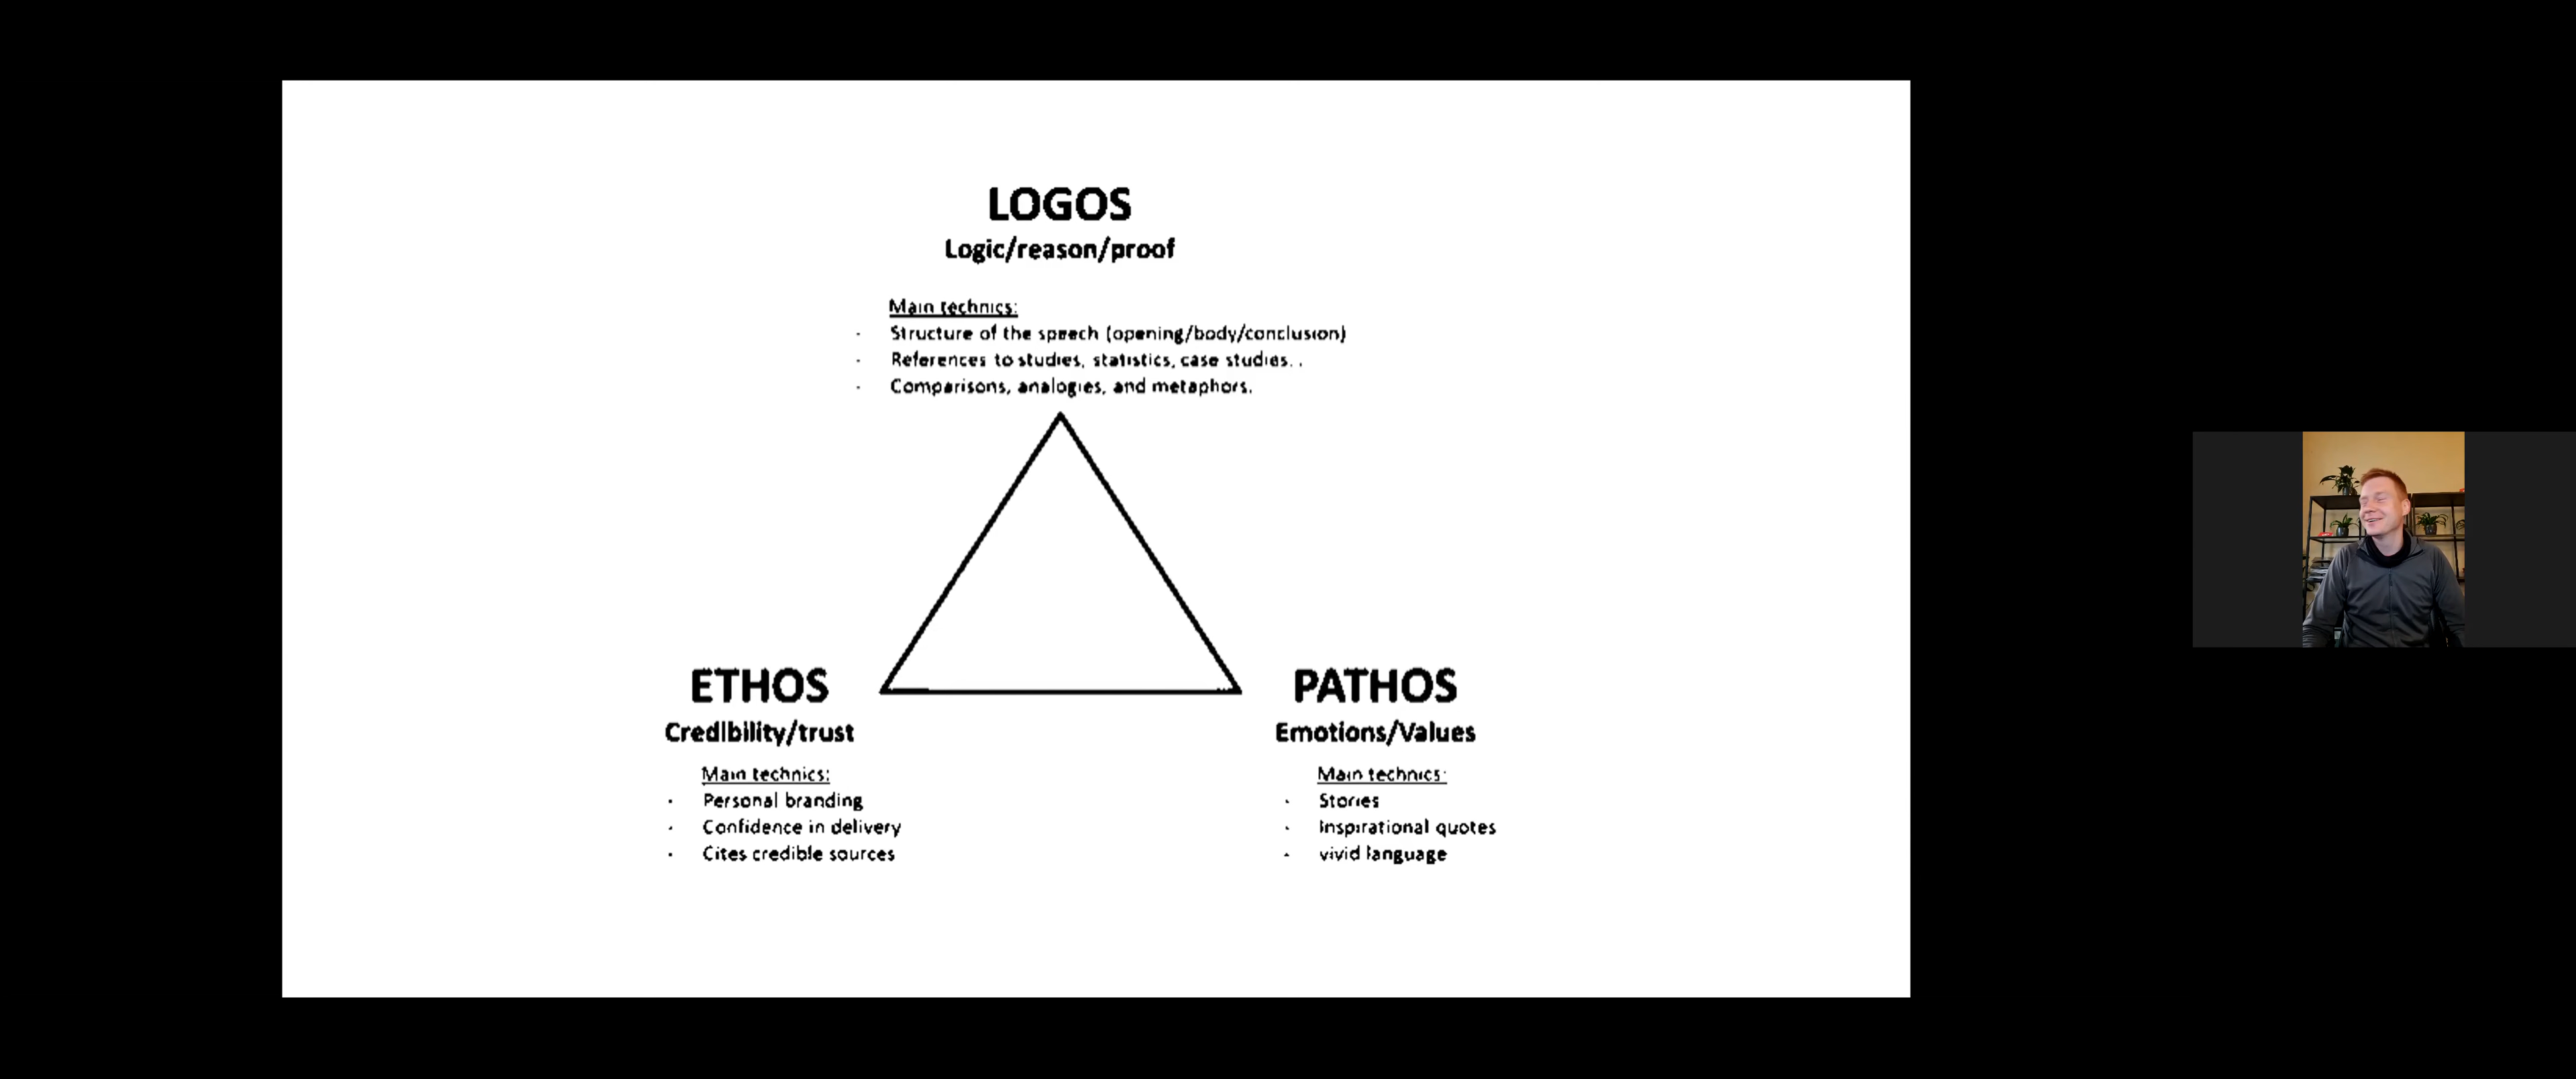 LOGOS
Logic/reason/proof
Main technics:
- Structure of the speech (opening/body/conclusion)
- References to studies, statistics, case studies. .
- Comparisons, analogies, and metaphors.
ETHOS
Credibility/trust
Main technics:
- Personal branding
- Confidence in delivery
- Cites credible sources
PATHOS
Emotions/Values
Main technics:
- Stories
- Inspirational quotes
- vivid language